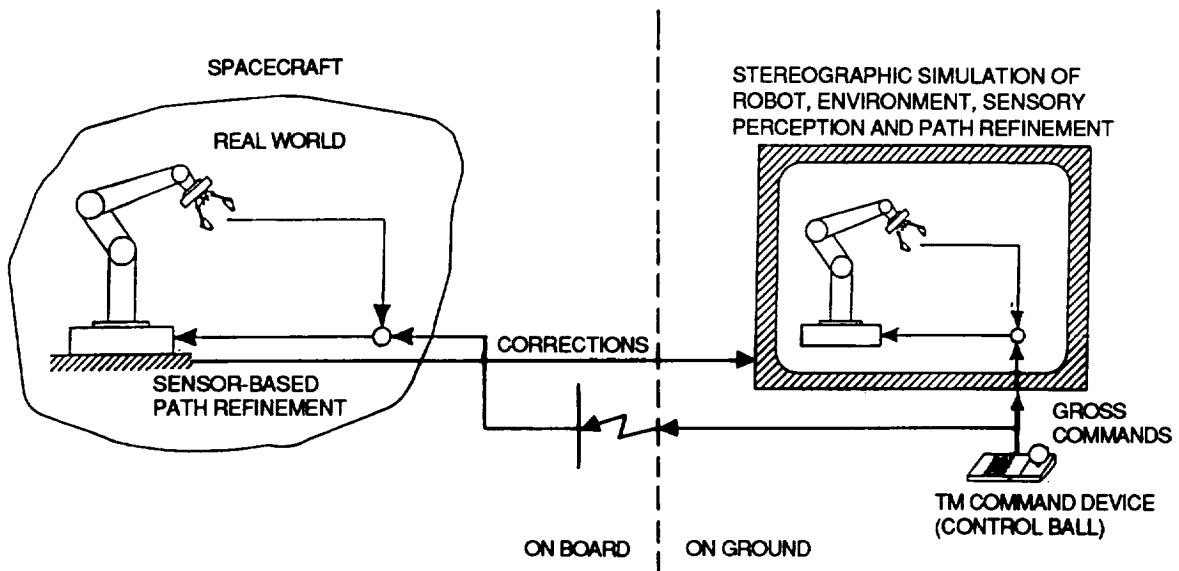 SPACECRAFT
REAL WORLD
SENSOR-BASED
PATH REFINEMENT
CORRECTIONS
STEREOGRAPHIC SIMULATION OF
ROBOT, ENVIRONMENT, SENSORY
PERCEPTION AND PATH REFINEMENT
GROSS
COMMANDS
TM COMMAND DEVICE
(CONTROL BALL)
ON BOARD
ON GROUND